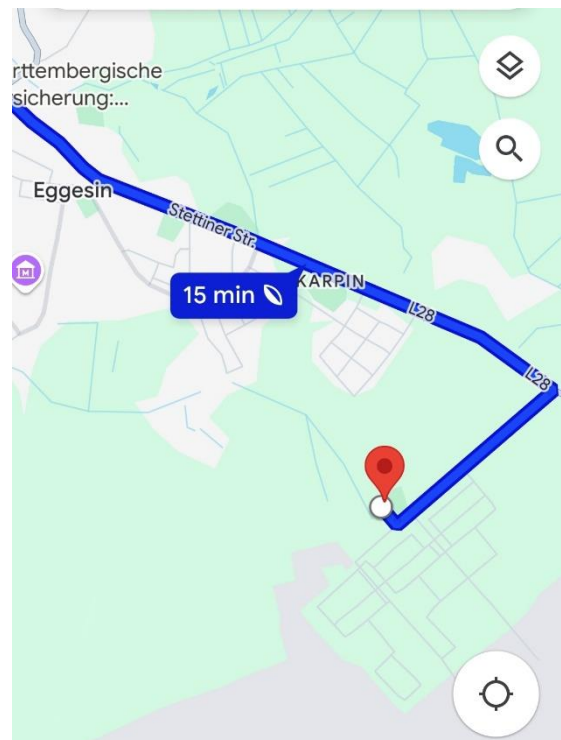 rttembergische
sicherung:...
Eggesin
Stettiner Str.
15 min
KARPIN
L28
L28